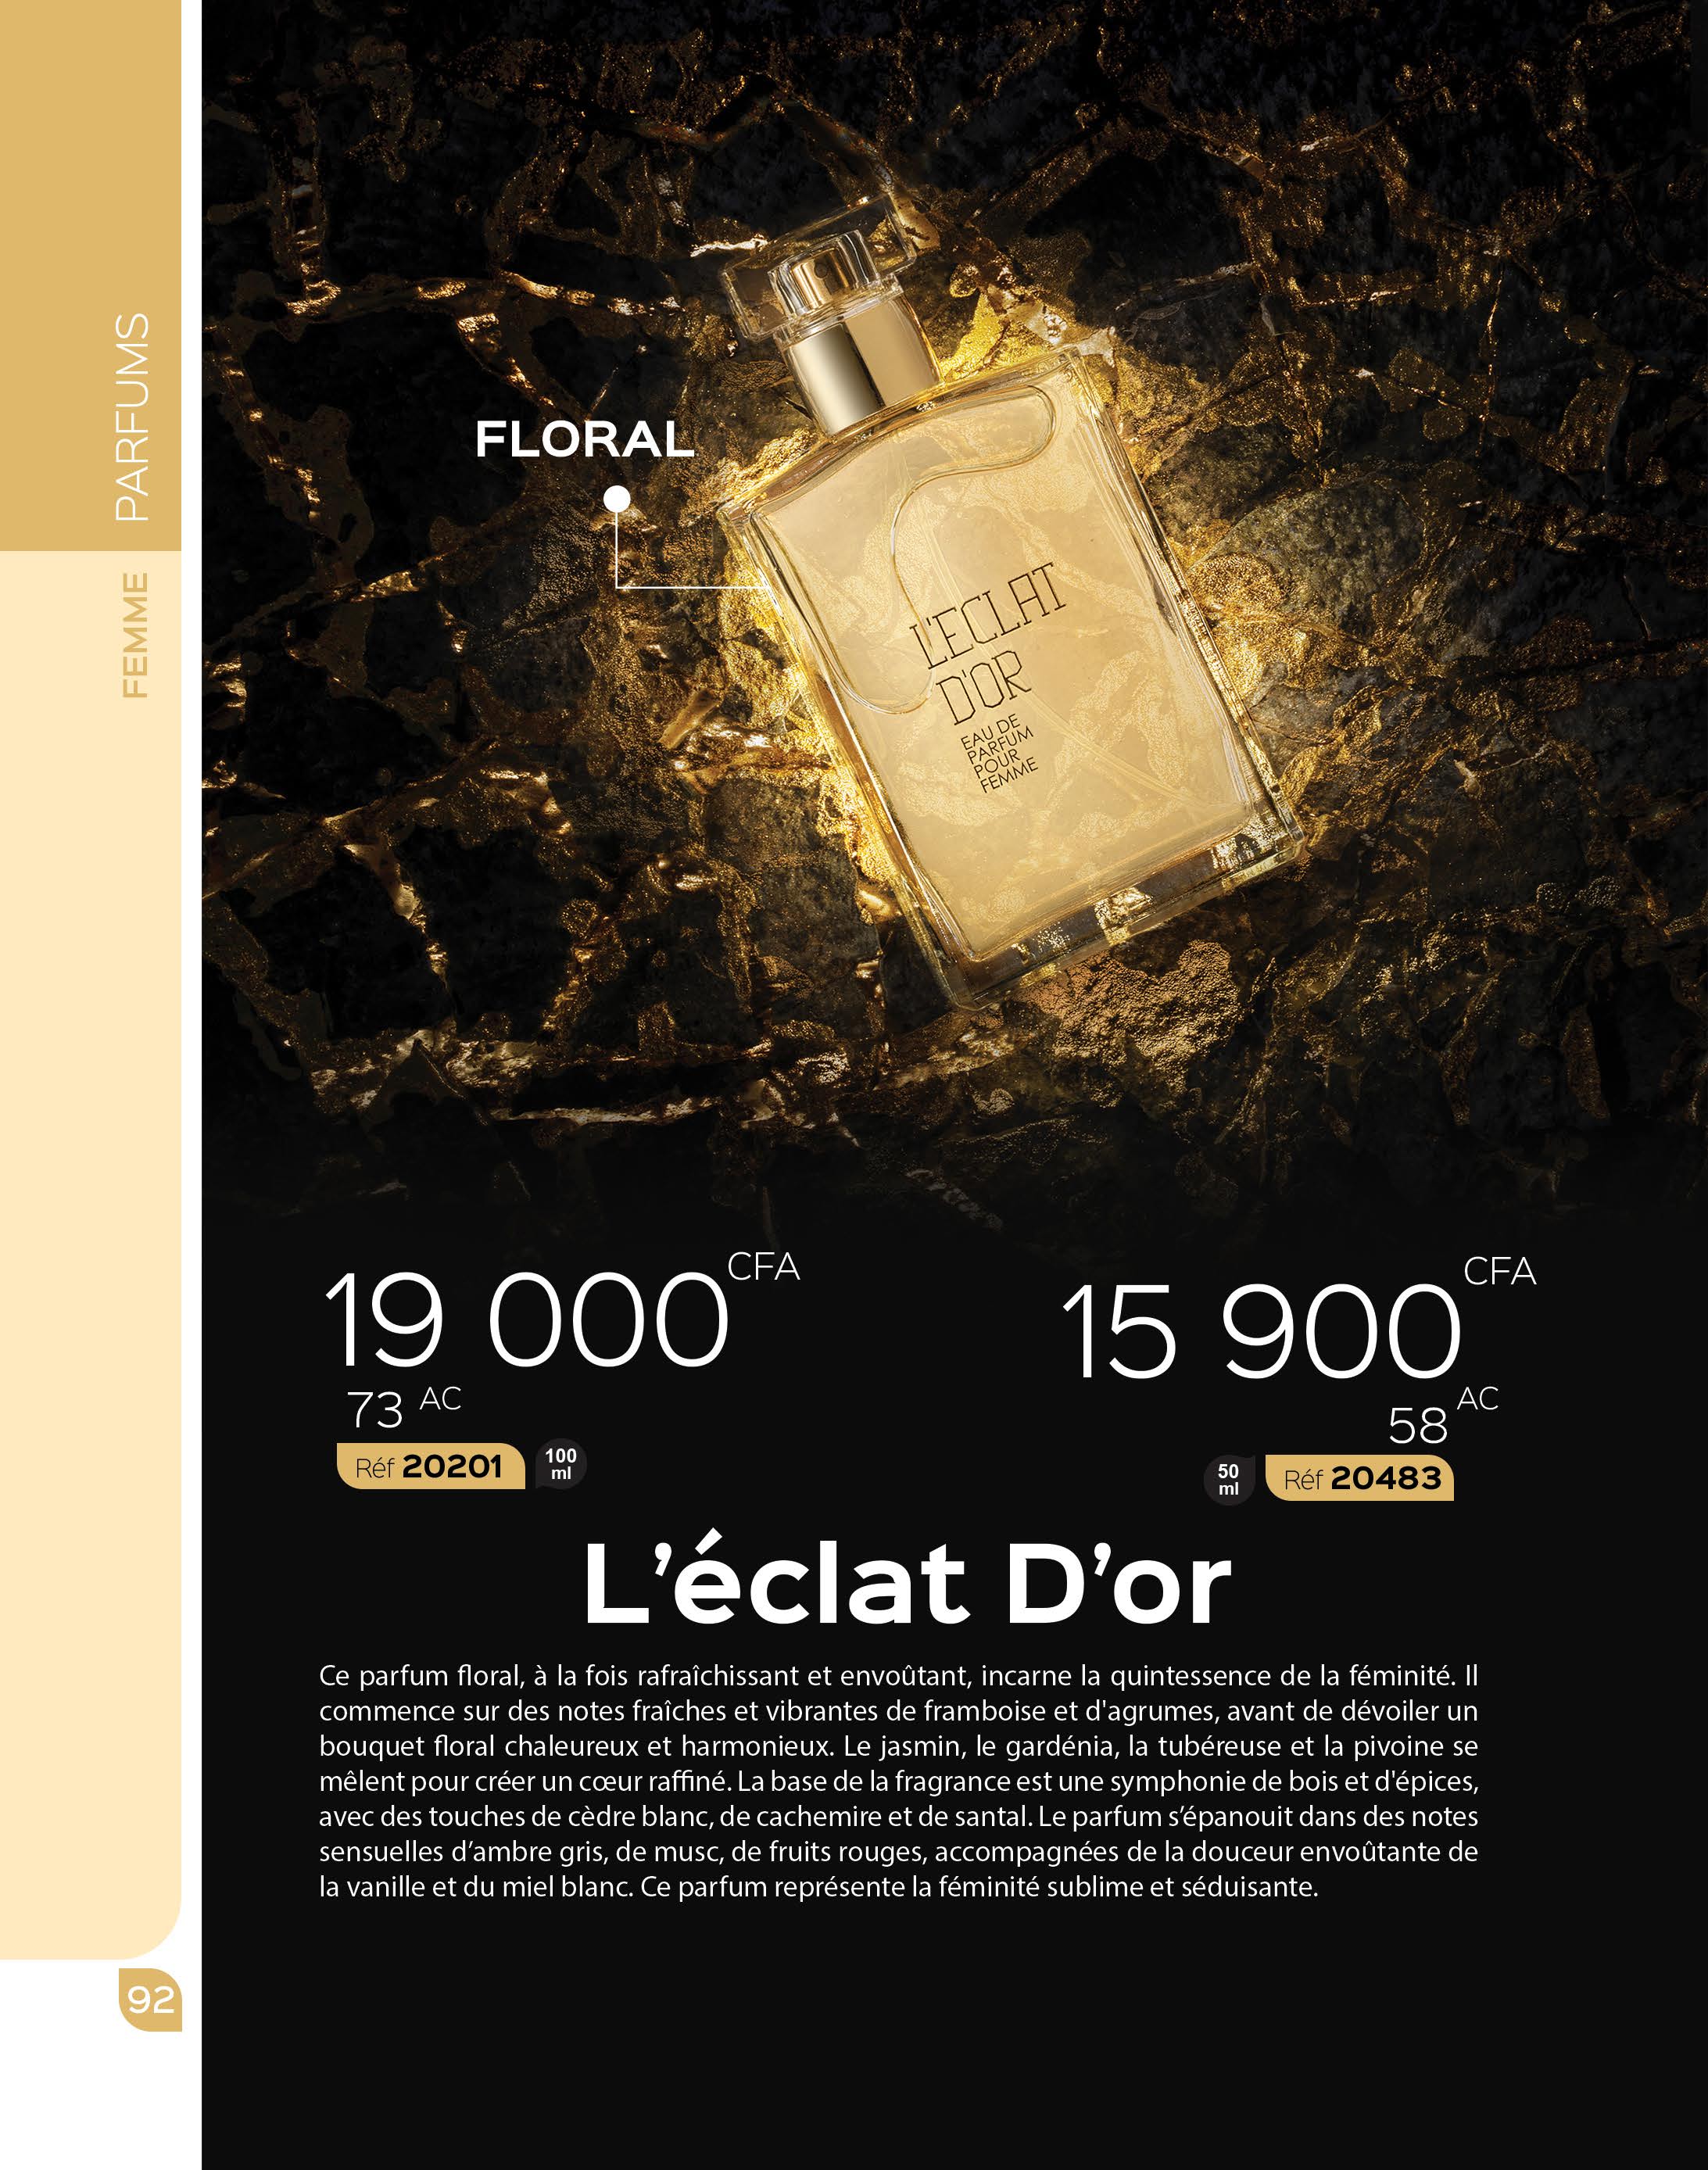 PARFUMS
FEMME
FLORAL
L'ECLAT
D'OR
EAU DE
PARFUM
POUR
FEMME
19 000 CFA
73 AC
Réf 20201
100
ml
15 900 CFA
58 AC
50
ml
Réf 20483
L’éclat D’or
Ce parfum floral, à la fois rafraîchissant et envoûtant, incarne la quintessence de la féminité. Il
commence sur des notes fraîches et vibrantes de framboise et d'agrumes, avant de dévoiler un
bouquet floral chaleureux et harmonieux. Le jasmin, le gardénia, la tubéreuse et la pivoine se
mêlent pour créer un cœur raffiné. La base de la fragrance est une symphonie de bois et d'épices,
avec des touches de cèdre blanc, de cachemire et de santal. Le parfum s’épanouit dans des notes
sensuelles d’ambre gris, de musc, de fruits rouges, accompagnées de la douceur envoûtante de
la vanille et du miel blanc. Ce parfum représente la féminité sublime et séduisante.
92